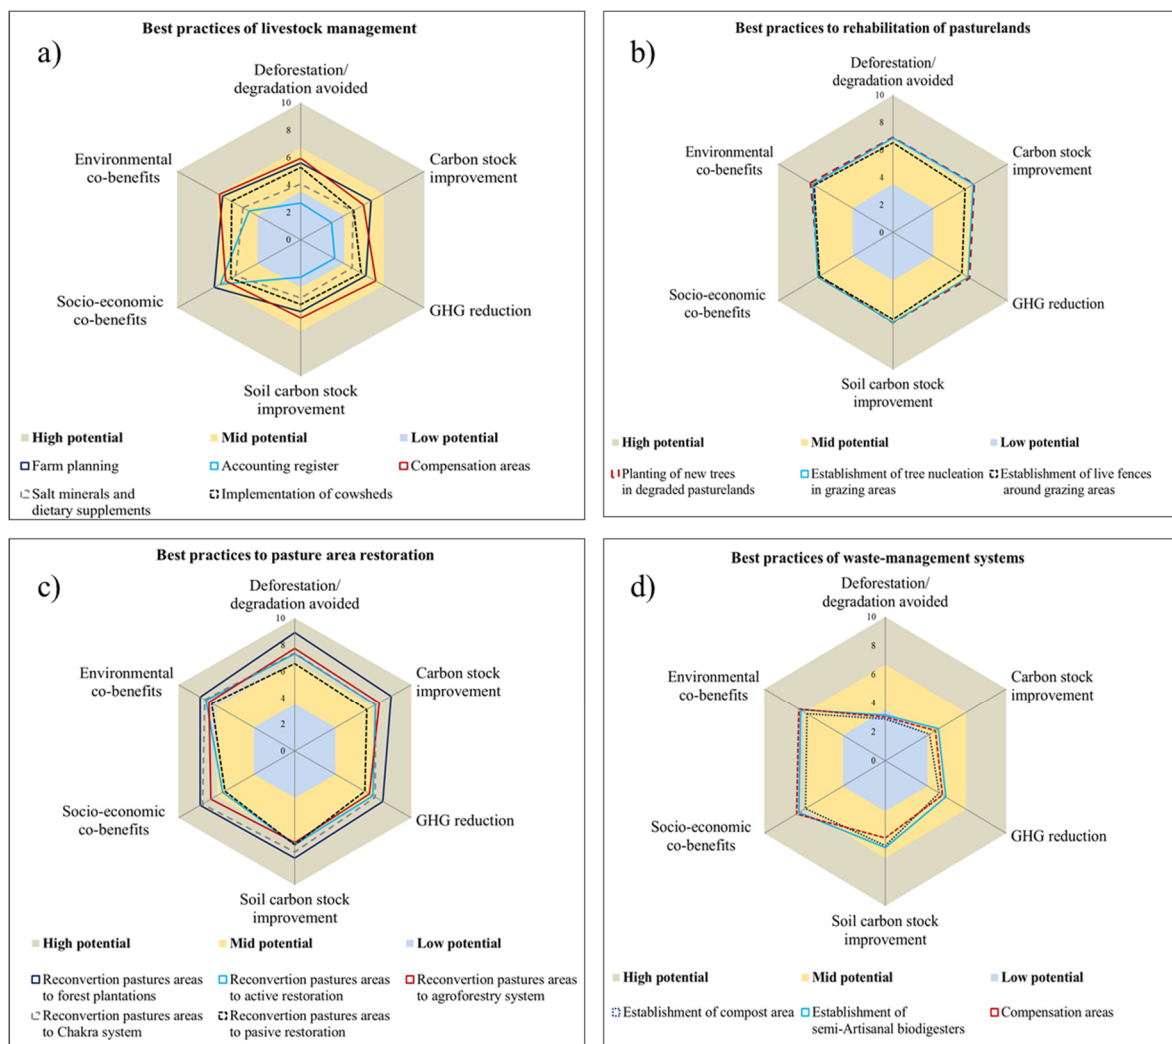 Best practices of livestock management
a)
Deforestation/
degradation avoided
10
8
6
4
2
0
Carbon stock
improvement
GHG reduction
Soil carbon stock
improvement
Socio-economic
co-benefits
Environmental
co-benefits
High potential
Mid potential
Low potential
Farm planning
Accounting register
Compensation areas
Salt minerals and
dietary supplements
Implementation of cowsheds
Best practices to rehabilitation of pasturelands
b)
Deforestation/
degradation avoided
10
8
6
4
2
0
Carbon stock
improvement
GHG reduction
Soil carbon stock
improvement
Socio-economic
co-benefits
Environmental
co-benefits
High potential
Mid potential
Low potential
Planting of new trees
in degraded pasturelands
Establishment of tree nucleation
in grazing areas
Establishment of live fences
around grazing areas
Best practices to pasture area restoration
c)
Deforestation/
degradation avoided
10
8
6
4
2
0
Carbon stock
improvement
GHG reduction
Soil carbon stock
improvement
Socio-economic
co-benefits
Environmental
co-benefits
High potential
Mid potential
Low potential
Reconvertion pastures areas
to forest plantations
Reconvertion pastures areas
to active restoration
Reconvertion pastures areas
to agroforestry system
Reconvertion pastures areas
to Chakra system
Reconvertion pastures areas
to pasive restoration
Best practices of waste-management systems
d)
Deforestation/
degradation avoided
10
8
6
4
2
0
Carbon stock
improvement
GHG reduction
Soil carbon stock
improvement
Socio-economic
co-benefits
Environmental
co-benefits
High potential
Mid potential
Low potential
Establishment of compost area
Establishment of
semi-Artisanal biodigesters
Compensation areas